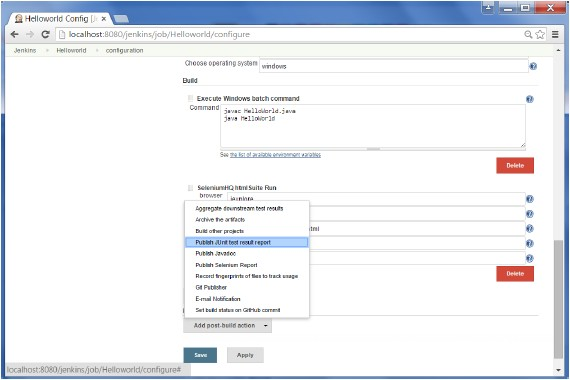 Helloworld Config [J
localhost:8080/jenkins/job/Helloworld/configure
Jenkins Helloworld configuration
Choose operating system windows
Build
Execute Windows batch command
Command javac HelloWorld.java
java HelloWorld
See the list of available environment variables
Delete
SeleniumHQ htmlSuite Run
browser iexplore
Aggregate downstream test results
Archive the artifacts
Build other projects
html
Publish JUnit test result report
Publish Javadoc
Publish Selenium Report
Record fingerprints of files to track usage
Delete
Git Publisher
E-mail Notification
Set build status on GitHub commit
Add post-build action
Save Apply
localhost:8080/jenkins/job/Helloworld/configure#